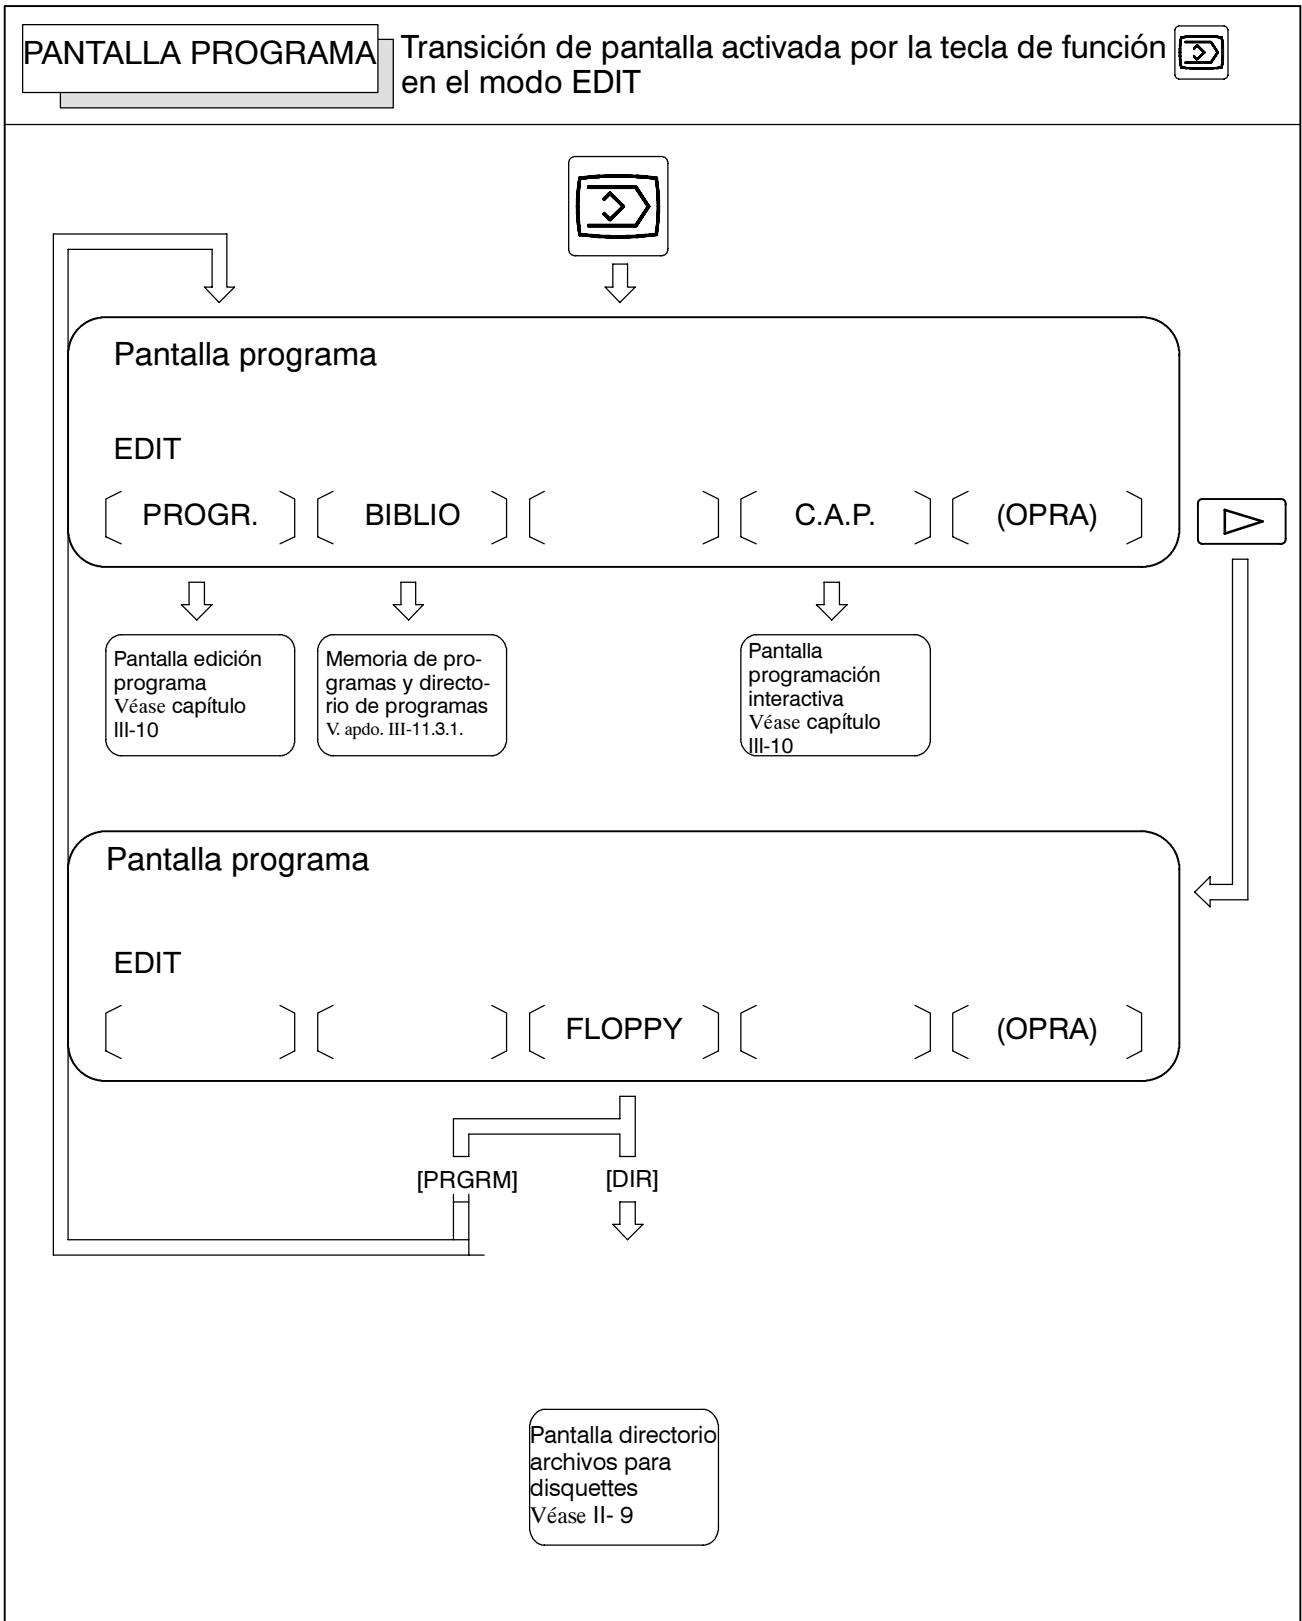 PANTALLA PROGRAMA
Transición de pantalla activada por la tecla de función
en el modo EDIT
Pantalla programa
EDIT
PROGR. BIBLIO C.A.P. (OPRA)
Pantalla edición
programa
Véase capítulo
III-10
Memoria de pro-
gramas y directo-
rio de programas
V. apdo. III-11.3.1.
Pantalla
programación
interactiva
Véase capítulo
III-10
Pantalla programa
EDIT
FLOPPY (OPRA)
[PRGRM] [DIR]
Pantalla directorio
archivos para
disquettes
Véase II- 9